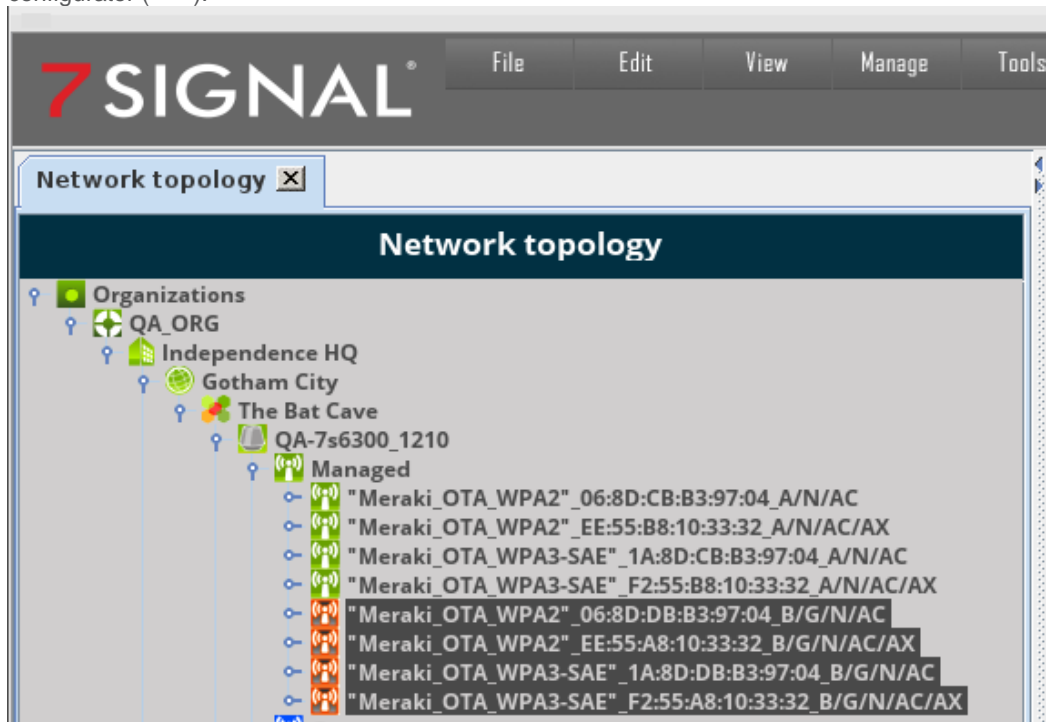 7SIGNAL®
File Edit View Manage Tools
Network topology
Network topology
Organizations
QA_ORG
Independence HQ
Gotham City
The Bat Cave
QA-7s6300_1210
Managed
"Meraki_OTA_WPA2"_06:8D:CB:B3:97:04_A/N/AC
"Meraki_OTA_WPA2"_EE:55:B8:10:33:32_A/N/AC/AX
"Meraki_OTA_WPA3-SAE"_1A:8D:CB:B3:97:04_A/N/AC
"Meraki_OTA_WPA3-SAE"_F2:55:B8:10:33:32_A/N/AC/AX
"Meraki_OTA_WPA2"_06:8D:DB:B3:97:04_B/G/N/AC
"Meraki_OTA_WPA2"_EE:55:A8:10:33:32_B/G/N/AC/AX
"Meraki_OTA_WPA3-SAE"_1A:8D:DB:B3:97:04_B/G/N/AC
"Meraki_OTA_WPA3-SAE"_F2:55:A8:10:33:32_B/G/N/AC/AX